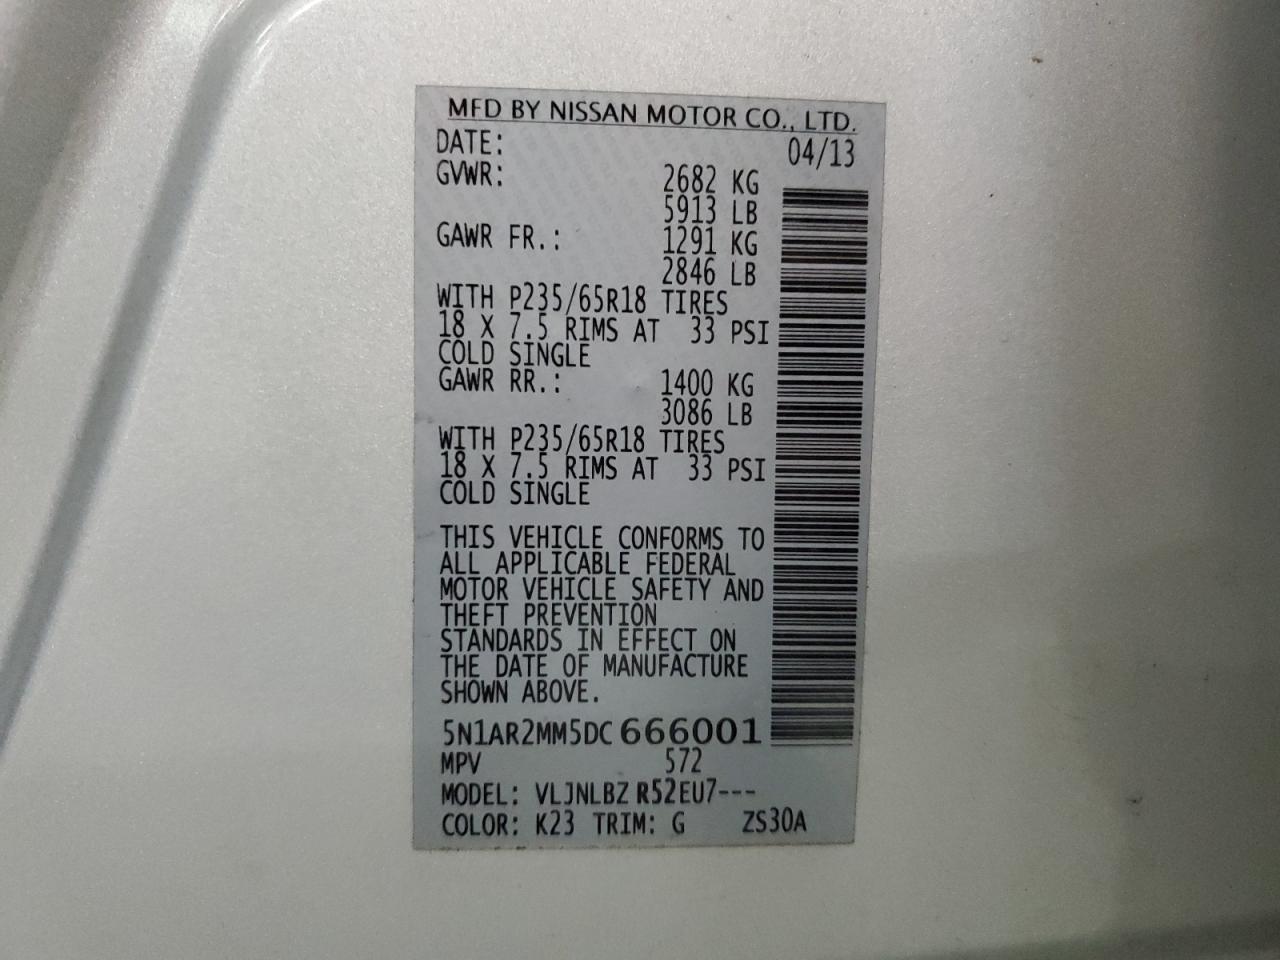 MFD BY NISSAN MOTOR CO., LTD.
DATE: 04/13
GVWR: 2682 KG
5913 LB
GAWR FR.: 1291 KG
2846 LB
WITH P235/65R18 TIRES
18 X 7.5 RIMS AT 33 PSI
COLD SINGLE
GAWR RR.: 1400 KG
3086 LB
WITH P235/65R18 TIRES
18 X 7.5 RIMS AT 33 PSI
COLD SINGLE
THIS VEHICLE CONFORMS TO
ALL APPLICABLE FEDERAL
MOTOR VEHICLE SAFETY AND
THEFT PREVENTION
STANDARDS IN EFFECT ON
THE DATE OF MANUFACTURE
SHOWN ABOVE.
5N1AR2MM5DC666001
MPV 572
MODEL: VLJNLBZ R52EU7---
COLOR: K23 TRIM: G ZS30A